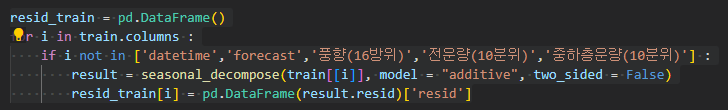 resid_train = pd.DataFrame()
for i in train.columns :
    if i not in ['datetime','forecast','풍향(16방위)','전운량(10분위)','중하층운량(10분위)'] :
        result = seasonal_decompose(train[[i]], model = "additive", two_sided = False)
        resid_train[i] = pd.DataFrame(result.resid)['resid']